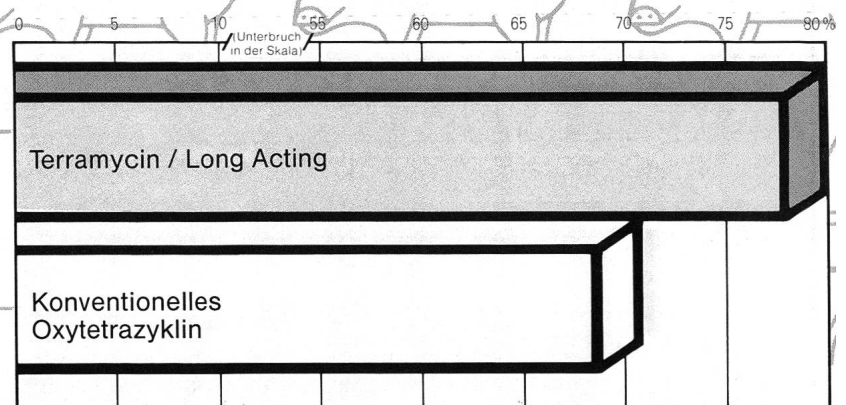 0 5 10 55 60 65 70 75 80%
(Unterbruch
in der Skala)
Terramycin / Long Acting
Konventionelles
Oxytetrazyklin